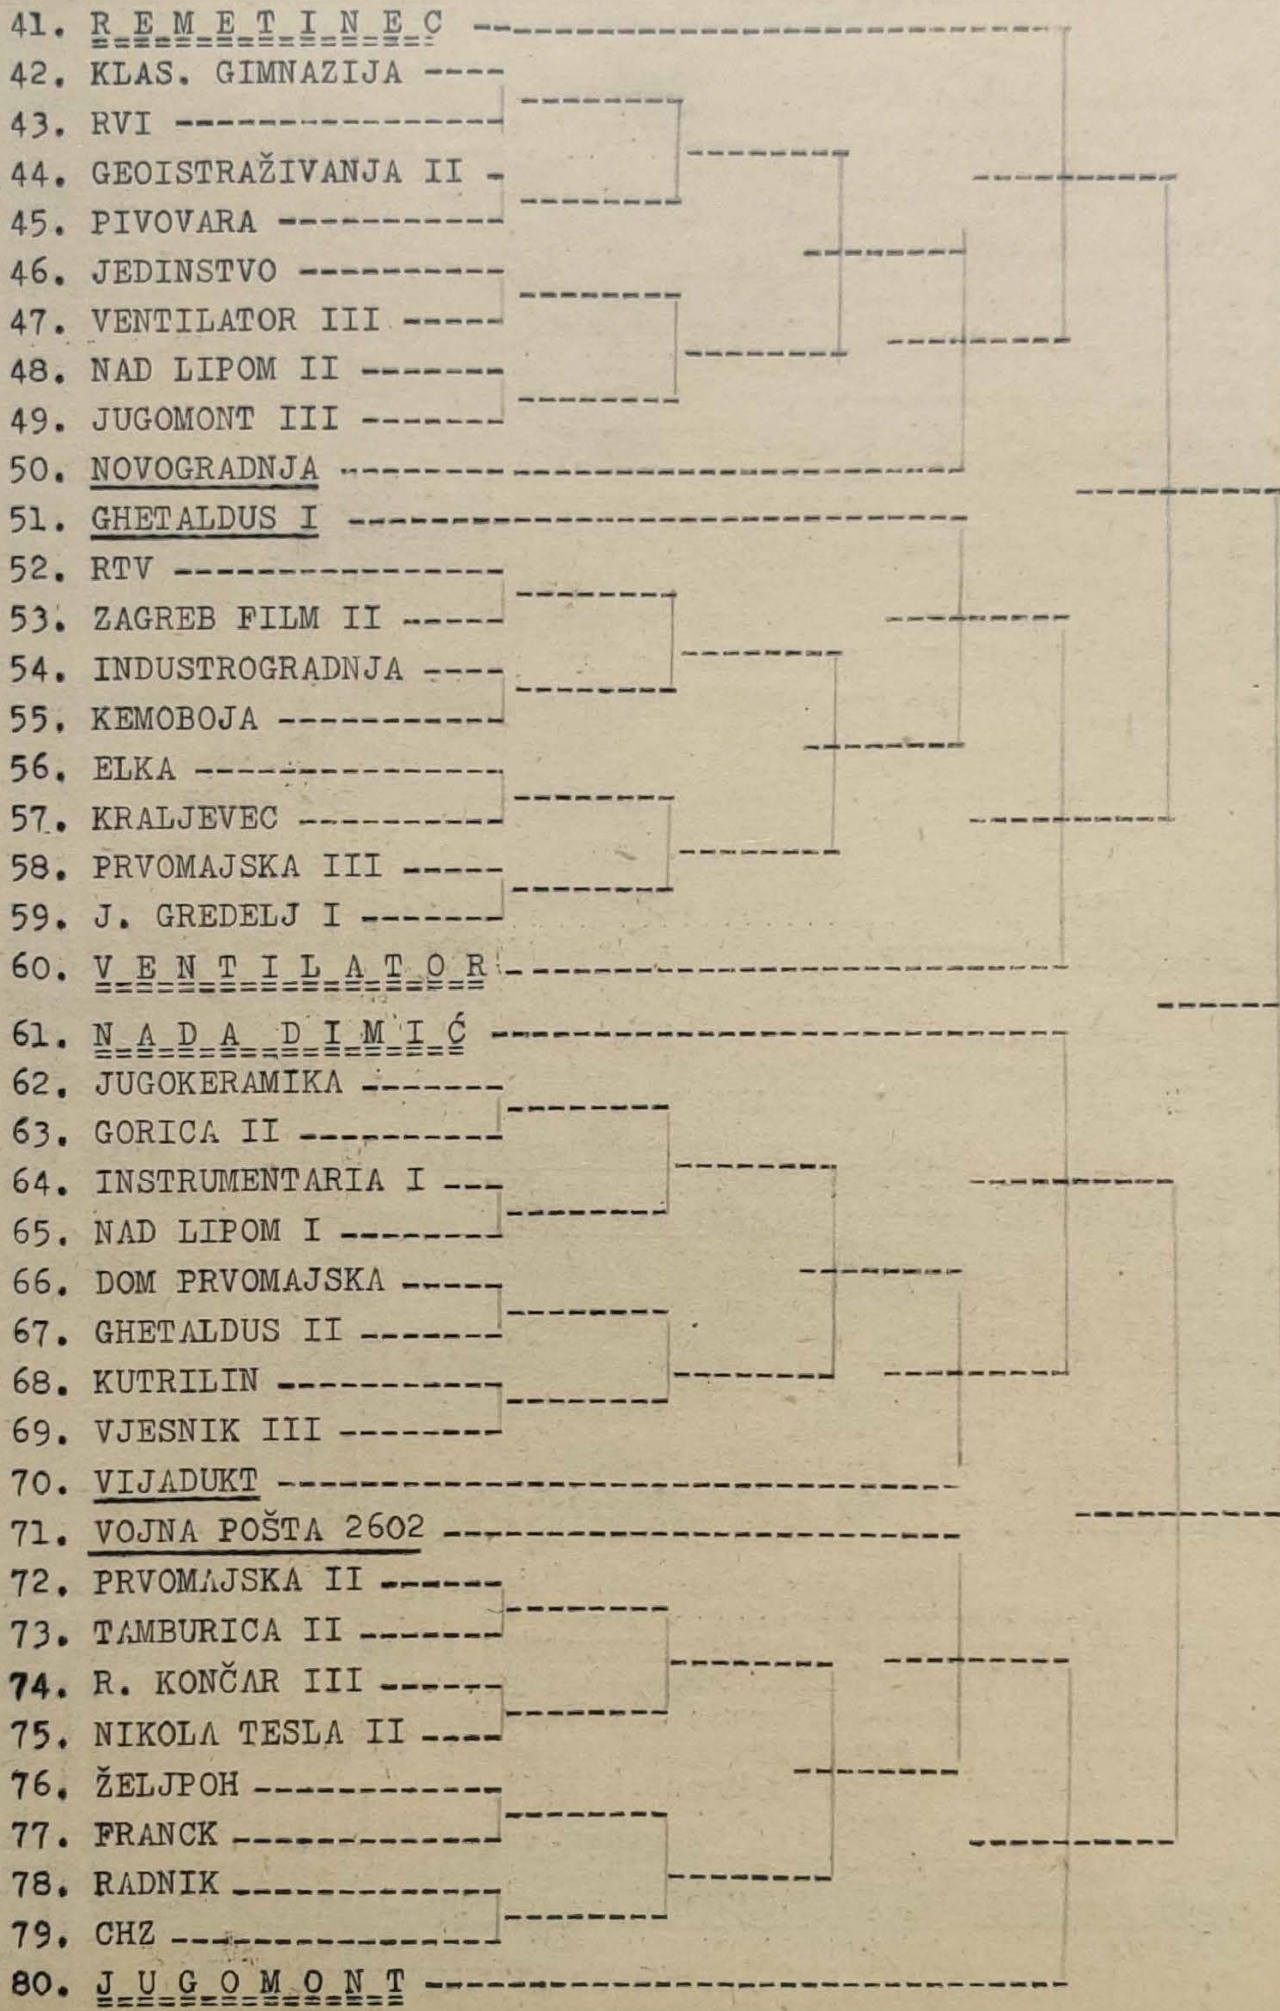 41. R E M E T I N E C
42. KLAS. GIMNAZIJA
43. RVI
44. GEOISTRAŽIVANJA II
45. PIVOVARA
46. JEDINSTVO
47. VENTILATOR III
48. NAD LIPOM II
49. JUGOMONT III
50. NOVOGRADNJA
51. GHETALDUS I
52. RTV
53. ZAGREB FILM II
54. INDUSTROGRADNJA
55. KEMOBOJA
56. ELKA
57. KRALJEVEC
58. PRVOMAJSKA III
59. J. GREDELJ I
60. V E N T I L A T O R
61. N A D A D I M I Ć
62. JUGOKERAMIKA
63. GORICA II
64. INSTRUMENTARIA I
65. NAD LIPOM I
66. DOM PRVOMAJSKA
67. GHETALDUS II
68. KUTRILIN
69. VJESNIK III
70. VIJADUKT
71. VOJNA POŠTA 2602
72. PRVOMAJSKA II
73. TAMBURICA II
74. R. KONČAR III
75. NIKOLA TESLA II
76. ŽELJPOH
77. FRANCK
78. RADNIK
79. CHZ
80. J U G O M O N T